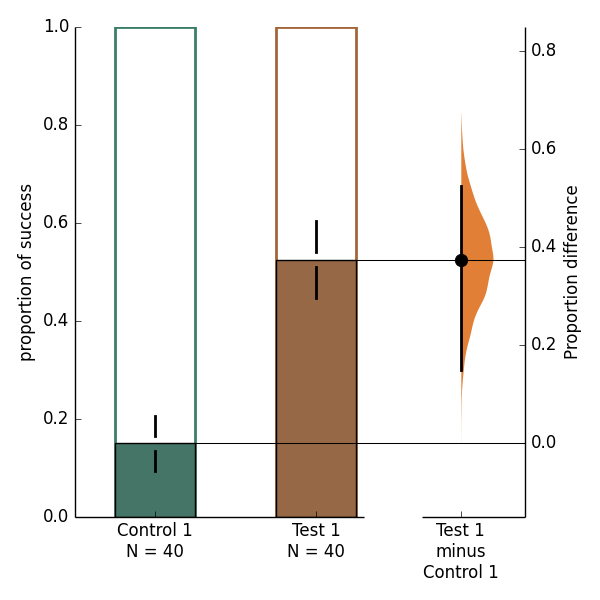 proportion of success
1.0
0.8
0.6
0.4
0.2
0.0
Control 1
N = 40
Test 1
N = 40
Test 1
minus
Control 1
0.8
0.6
0.4
0.2
0.0
Proportion difference